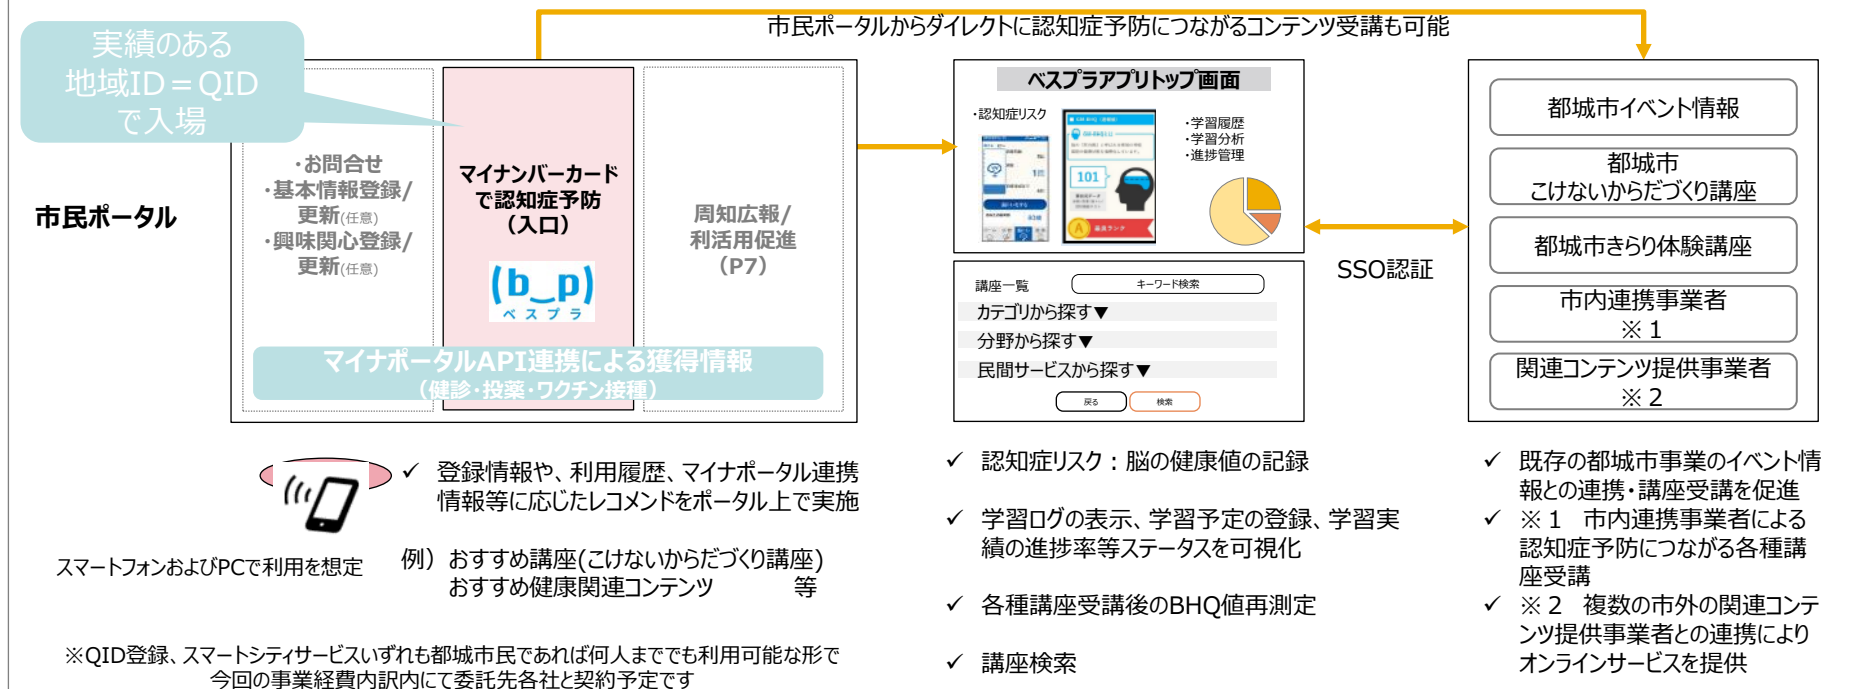 市民ポータルからダイレクトに認知症予防につながるコンテンツ受講も可能
実績のある
地域ID=QID
で入場
市民ポータル
・お問合せ
・基本情報登録/
更新(任意)
・興味関心登録/
更新(任意)
マイナンバーカード
で認知症予防
(入口)
(b_p)
ベスプラ
周知広報/
利活用促進
(P7)
マイナポータルAPI連携による獲得情報
(健診・投薬・ワクチン接種)
ベスプラアプリトップ画面
・認知症リスク
101
A
・学習履歴
・学習分析
・進捗管理
講座一覧
キーワード検索
カテゴリから探す▼
分野から探す▼
民間サービスから探す▼
戻る
検索
SSO認証
都城市イベント情報
都城市
こけないからだづくり講座
都城市きらり体験講座
市内連携事業者
※1
関連コンテンツ提供事業者
※2
スマートフォンおよびPCで利用を想定
✓ 登録情報や、利用履歴、マイナポータル連携
情報等に応じたレコメンドをポータル上で実施
例) おすすめ講座(こけないからだづくり講座)
おすすめ健康関連コンテンツ 等
※QID登録、スマートシティサービスいずれも都城市民であれば何人まででも利用可能な形で
今回の事業経費内訳内にて委託先各社と契約予定です
✓ 認知症リスク:脳の健康値の記録
✓ 学習ログの表示、学習予定の登録、学習実
績の進捗率等ステータスを可視化
✓ 各種講座受講後のBHQ値再測定
✓ 講座検索
✓ 既存の都城市事業のイベント情
報との連携・講座受講を促進
✓ ※1 市内連携事業者による
認知症予防につながる各種講
座受講
✓ ※2 複数の市外の関連コンテ
ンツ提供事業者との連携により
オンラインサービスを提供